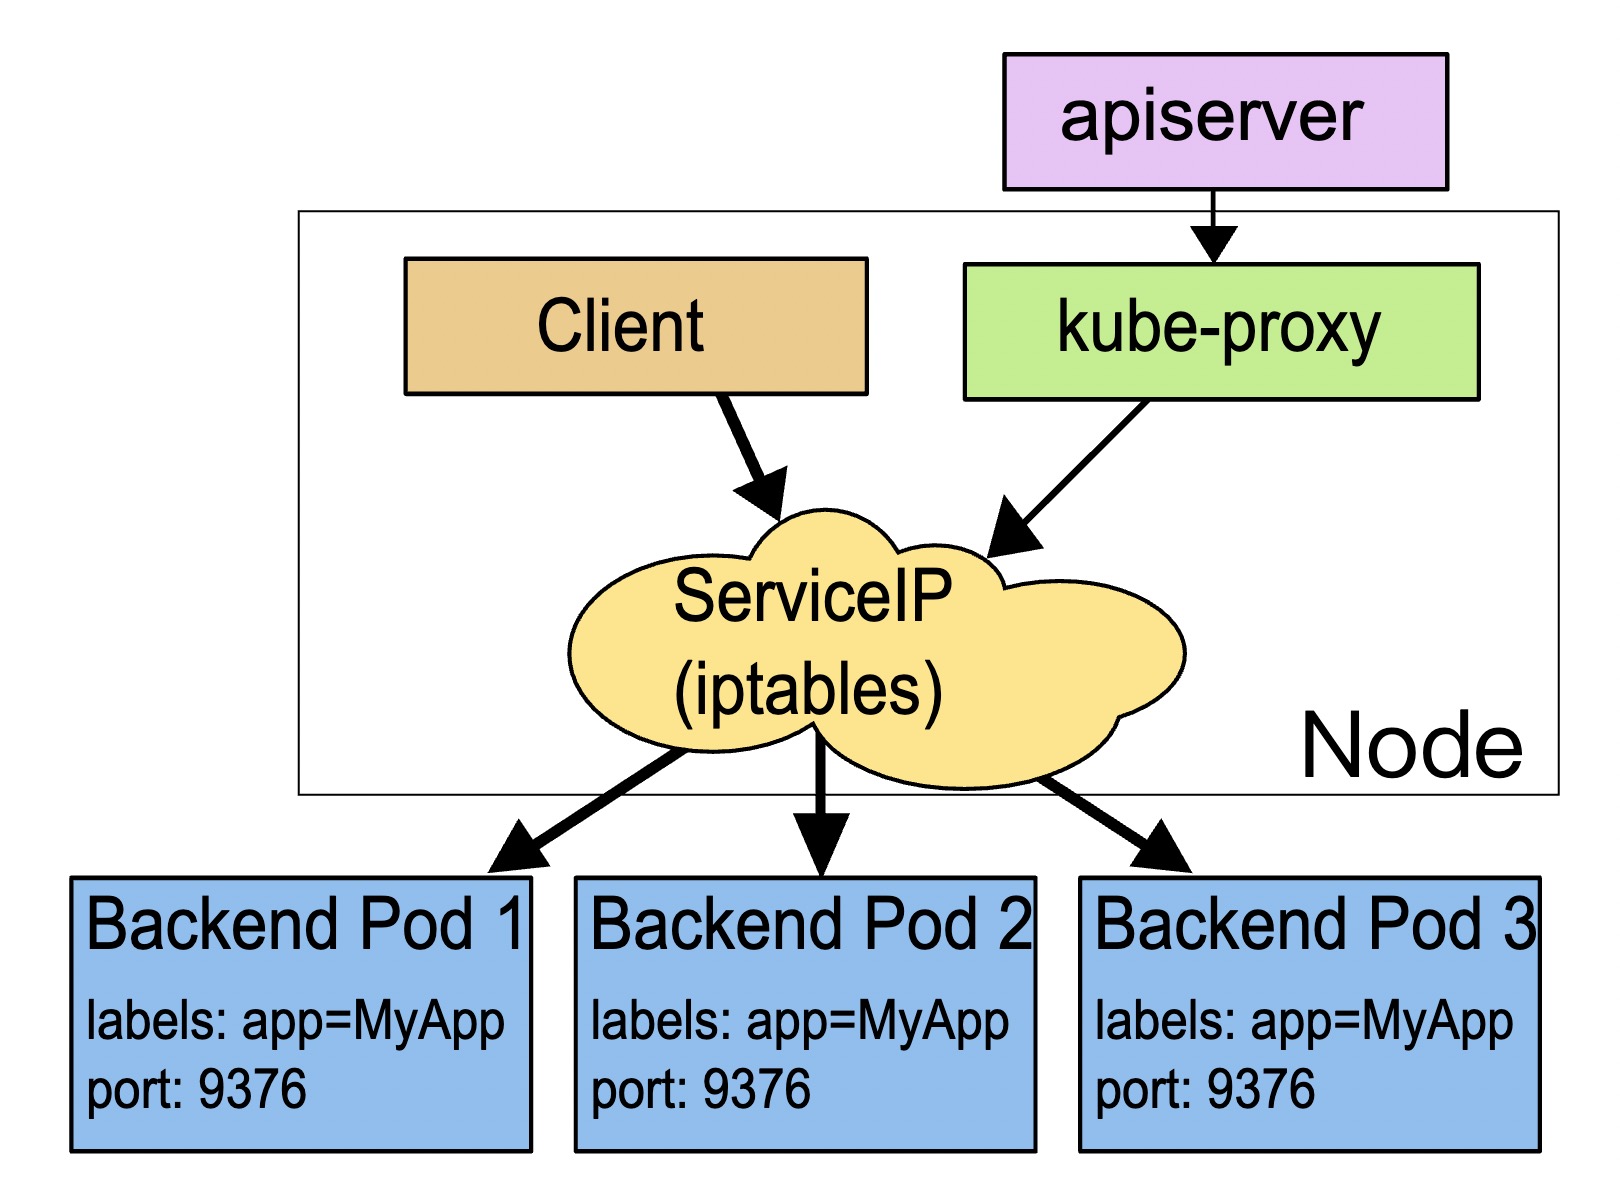 apiserver
Client
kube-proxy
ServiceIP
(iptables)
Node
Backend Pod 1
labels: app=MyApp
port: 9376
Backend Pod 2
labels: app=MyApp
port: 9376
Backend Pod 3
labels: app=MyApp
port: 9376